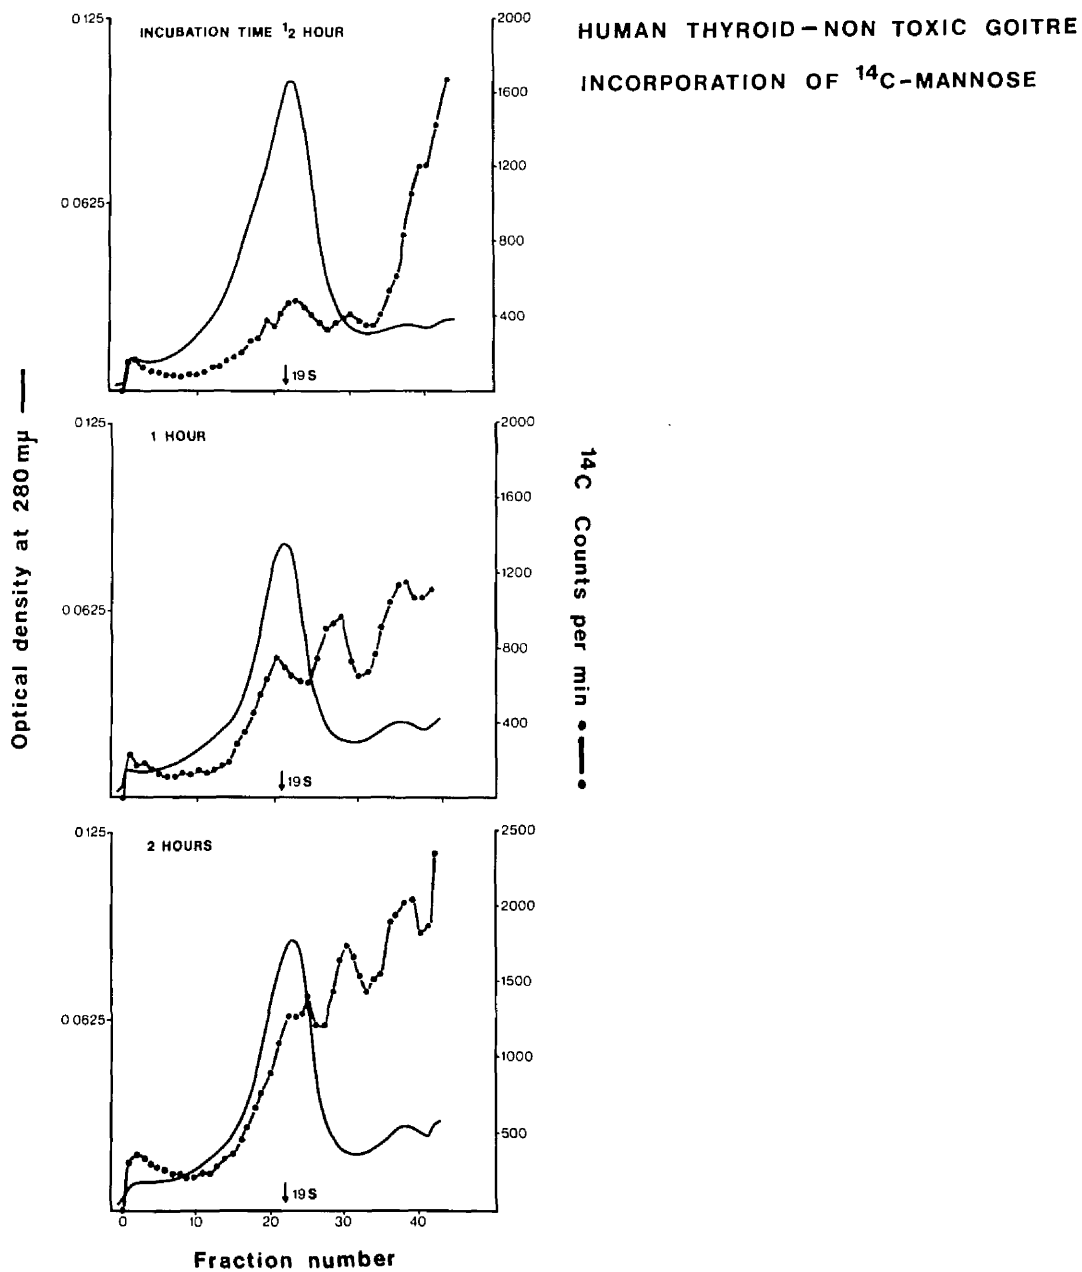 HUMAN THYROID–NON TOXIC GOITRE
INCORPORATION OF 14C-MANNOSE
INCUBATION TIME 1/2 HOUR
0.125
0.0625
2000
1600
1200
800
400
19 S
1 HOUR
0.125
0.0625
2000
1600
1200
800
400
19 S
2 HOURS
0.125
0.0625
2500
2000
1500
1000
500
19 S
0
10
20
30
40
Fraction number
Optical density at 280 mμ
14C Counts per min